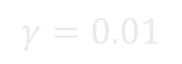 γ = 0.01